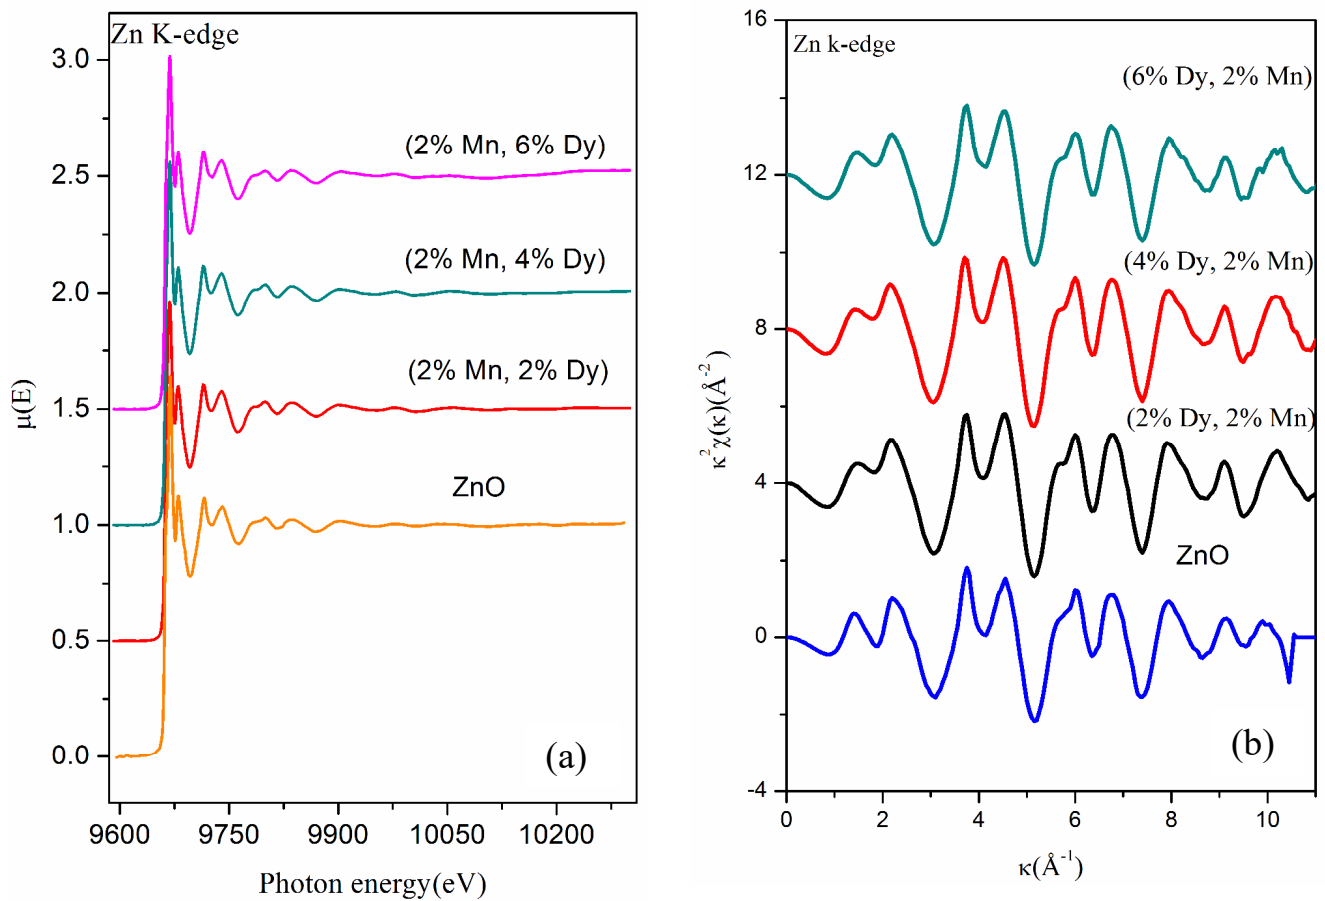 Zn K-edge
3.0
(2% Mn, 6% Dy)
2.5
(2% Mn, 4% Dy)
2.0
(2% Mn, 2% Dy)
1.5
ZnO
1.0
0.5
0.0
μ(E)
(a)
9600 9750 9900 10050 10200
Photon energy(eV)
16
Zn k-edge
(6% Dy, 2% Mn)
12
(4% Dy, 2% Mn)
8
(2% Dy, 2% Mn)
4
ZnO
0
-4
κ²χ(κ)(Å⁻²)
(b)
0 2 4 6 8 10
κ(Å⁻¹)